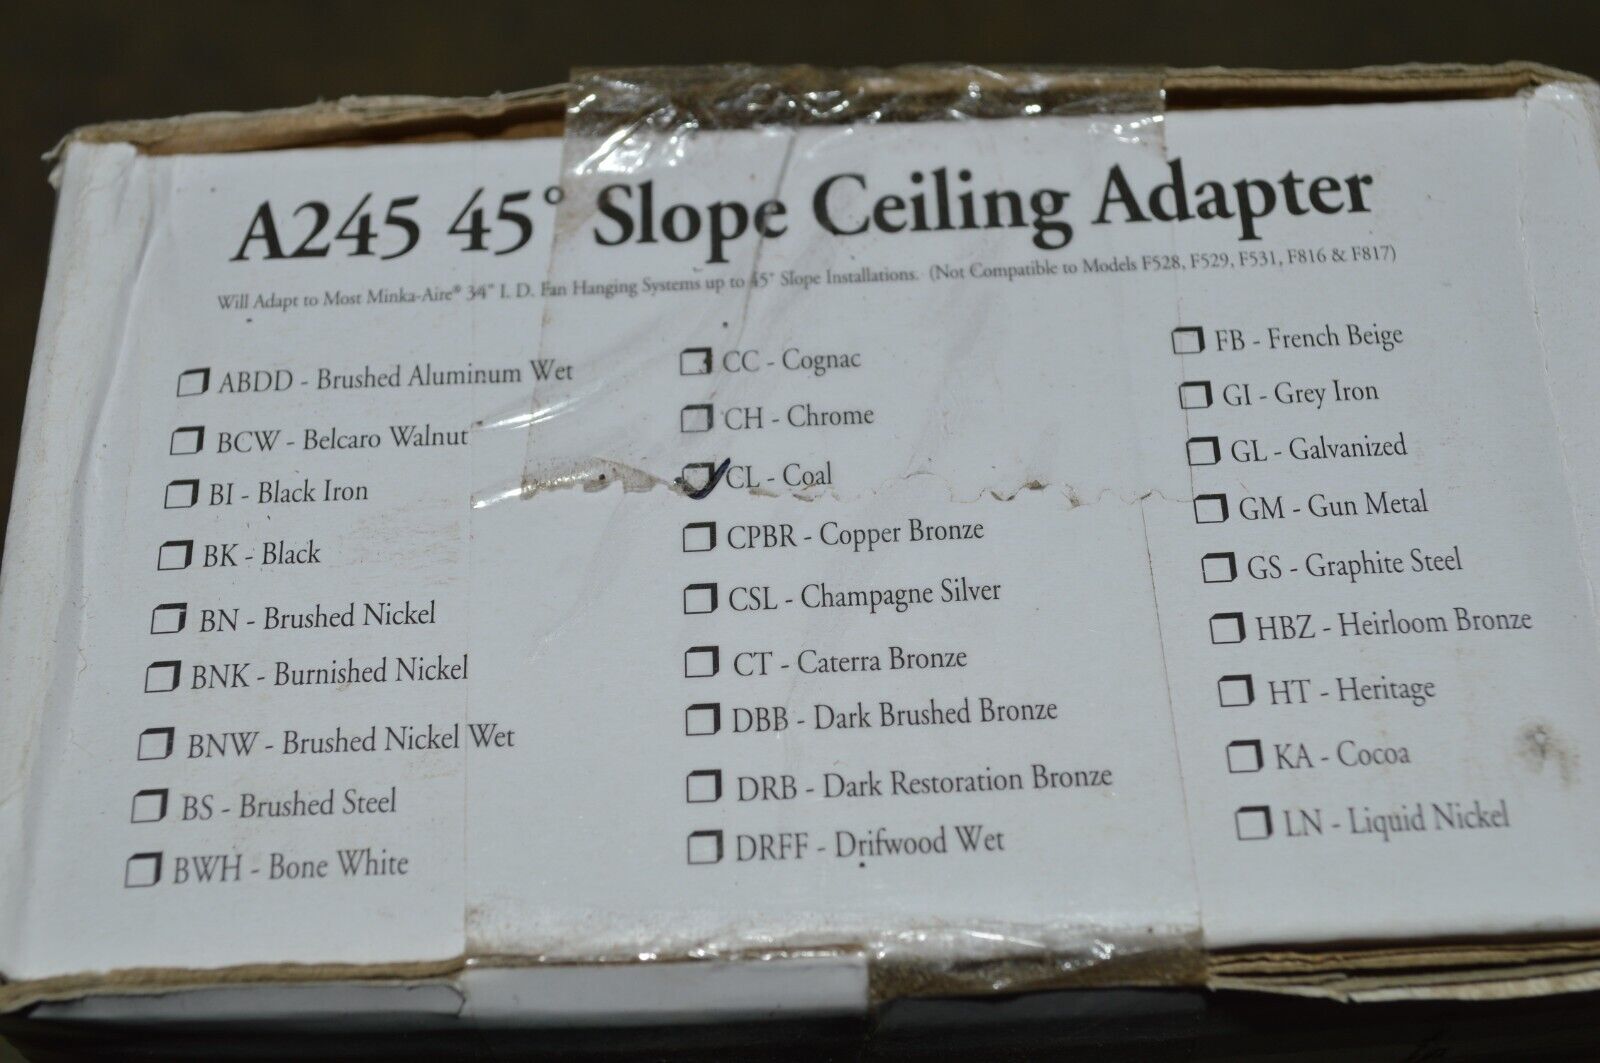 A245 45° Slope Ceiling Adapter
Will Adapt to Most Minka-Aire® 3⁄4" I. D. Fan Hanging Systems up to 45° Slope Installations. (Not Compatible to Models F528, F529, F531, F816 & F817)
ABDD - Brushed Aluminum Wet
BCW - Belcaro Walnut
BI - Black Iron
BK - Black
BN - Brushed Nickel
BNK - Burnished Nickel
BNW - Brushed Nickel Wet
BS - Brushed Steel
BWH - Bone White
CC - Cognac
CH - Chrome
CL - Coal
CPBR - Copper Bronze
CSL - Champagne Silver
CT - Caterra Bronze
DBB - Dark Brushed Bronze
DRB - Dark Restoration Bronze
DRFF - Drifwood Wet
FB - French Beige
GI - Grey Iron
GL - Galvanized
GM - Gun Metal
GS - Graphite Steel
HBZ - Heirloom Bronze
HT - Heritage
KA - Cocoa
LN - Liquid Nickel